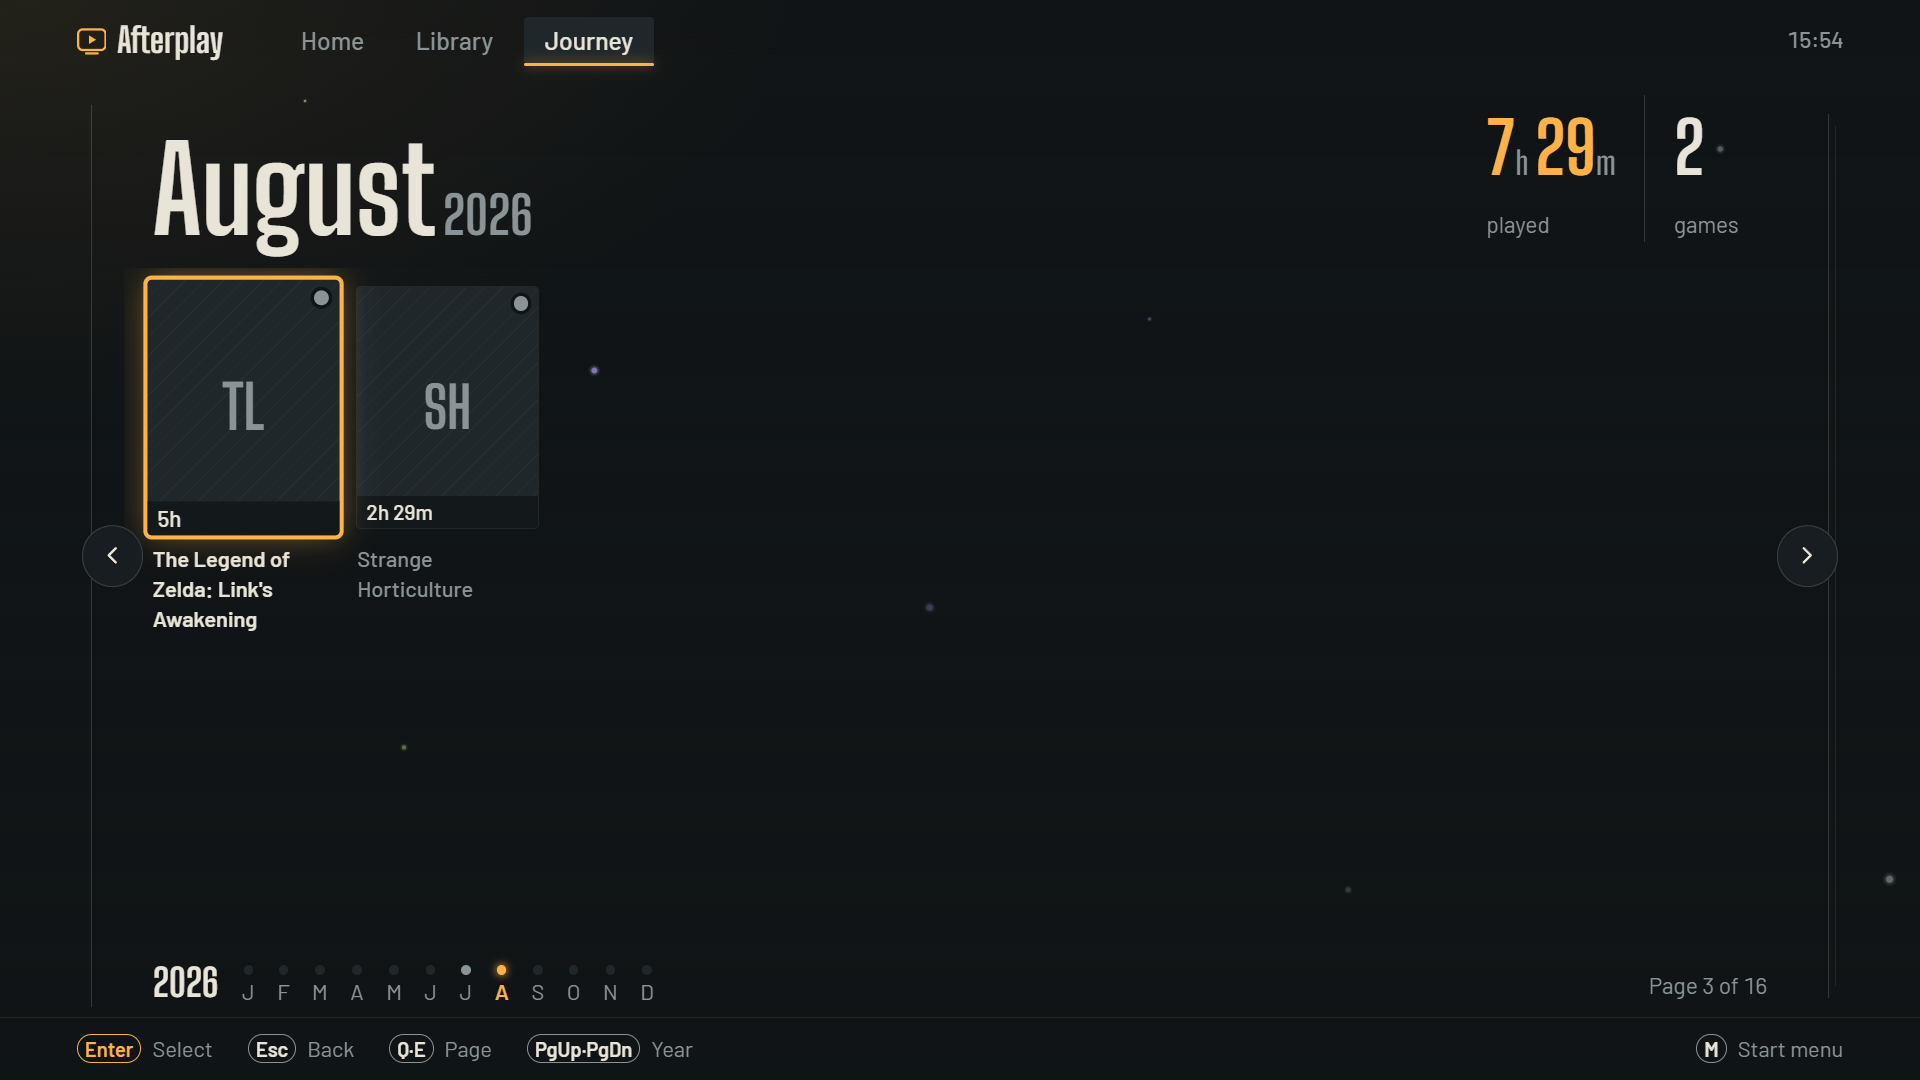 Afterplay
Home
Library
Journey
15:54
August 2026
7h 29m
played
2
games
TL
5h
The Legend of
Zelda: Link's
Awakening
SH
2h 29m
Strange
Horticulture
2026
J F M A M J J A S O N D
Page 3 of 16
Enter Select
Esc Back
Q·E Page
PgUp·PgDn Year
M Start menu